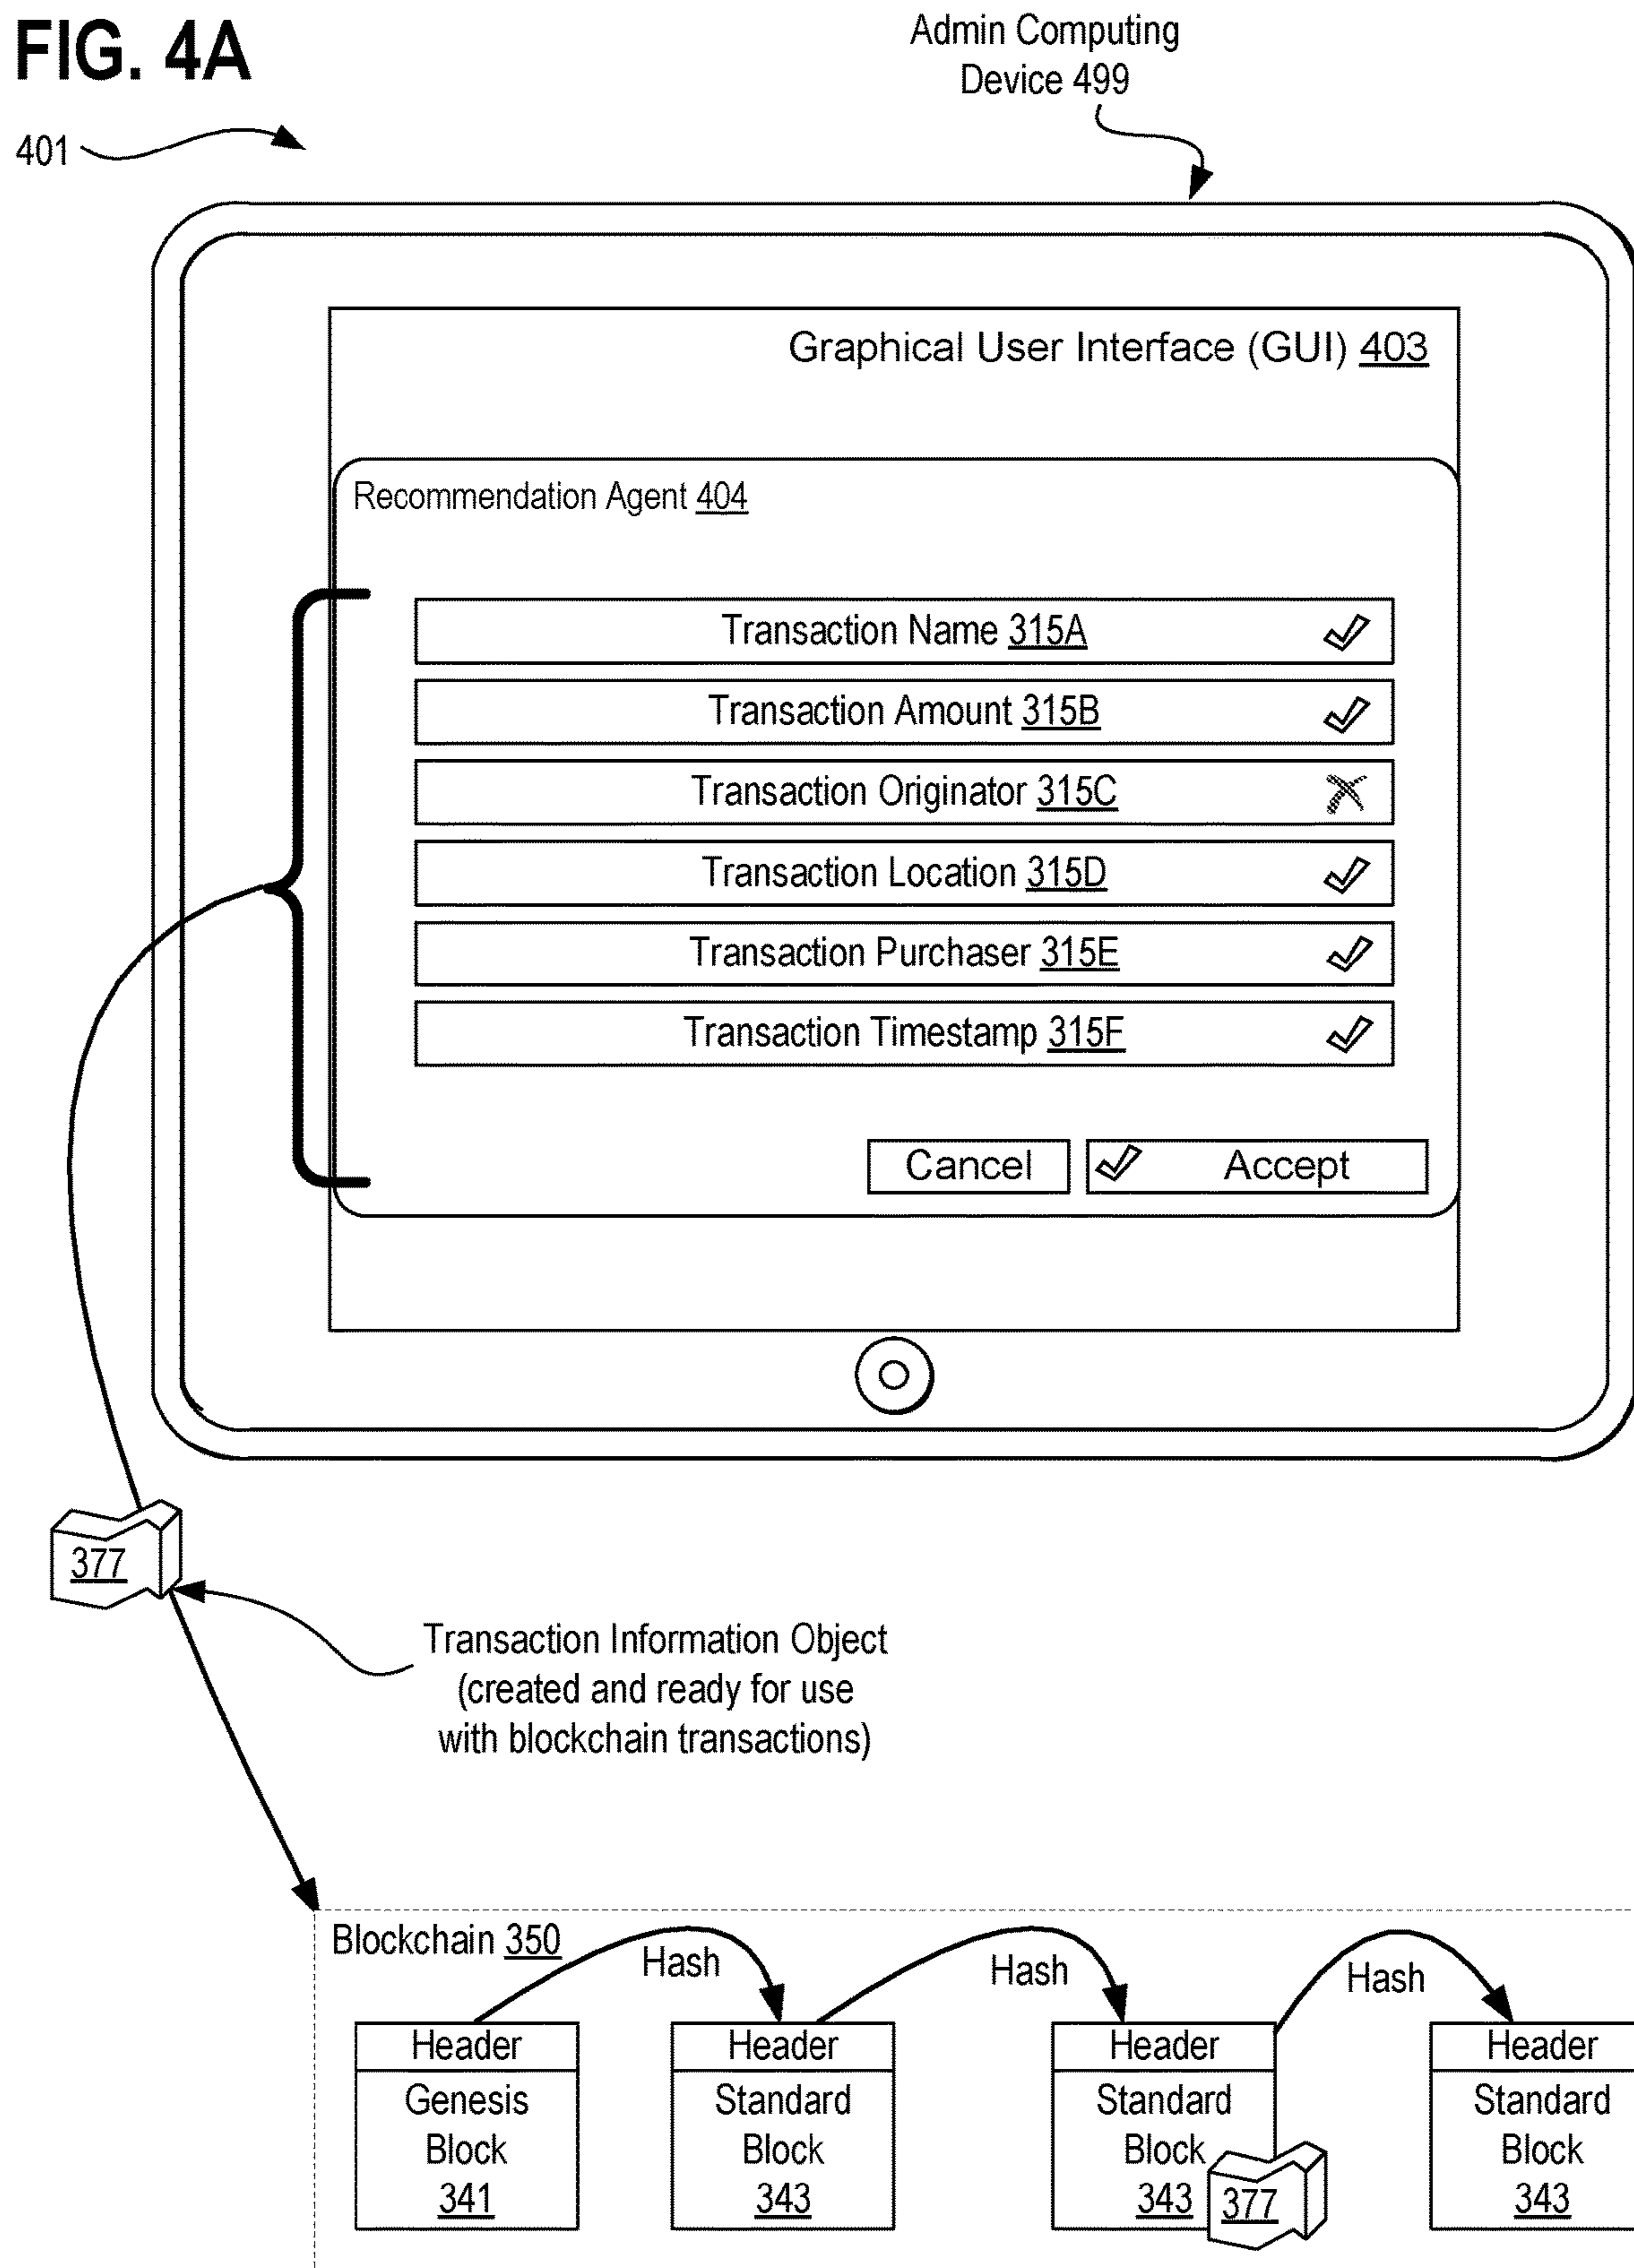 FIG. 4A
Admin Computing
Device 499
401
Graphical User Interface (GUI) 403
Recommendation Agent 404
Transaction Name 315A
Transaction Amount 315B
Transaction Originator 315C
Transaction Location 315D
Transaction Purchaser 315E
Transaction Timestamp 315F
Cancel
Accept
377
Transaction Information Object
(created and ready for use
with blockchain transactions)
Blockchain 350
Hash
Hash
Hash
Header
Genesis
Block
341
Header
Standard
Block
343
Header
Standard
Block
343
377
Header
Standard
Block
343